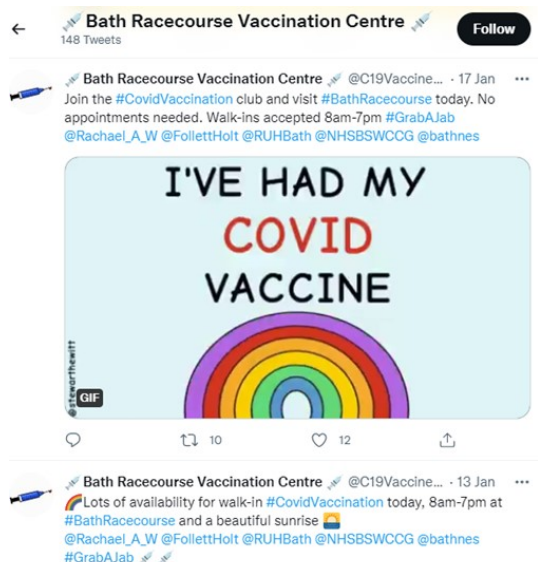 Bath Racecourse Vaccination Centre
148 Tweets
Follow
Bath Racecourse Vaccination Centre @C19Vaccine... · 17 Jan
Join the #CovidVaccination club and visit #BathRacecourse today. No
appointments needed. Walk-ins accepted 8am-7pm #GrabAJab
@Rachael_A_W @FollettHolt @RUHBath @NHSBSWCCG @bathnes
I'VE HAD MY
COVID
VACCINE
@stewarthewitt
GIF
10
12
Bath Racecourse Vaccination Centre @C19Vaccine... · 13 Jan
Lots of availability for walk-in #CovidVaccination today, 8am-7pm at
#BathRacecourse and a beautiful sunrise
@Rachael_A_W @FollettHolt @RUHBath @NHSBSWCCG @bathnes
#GrabAJab